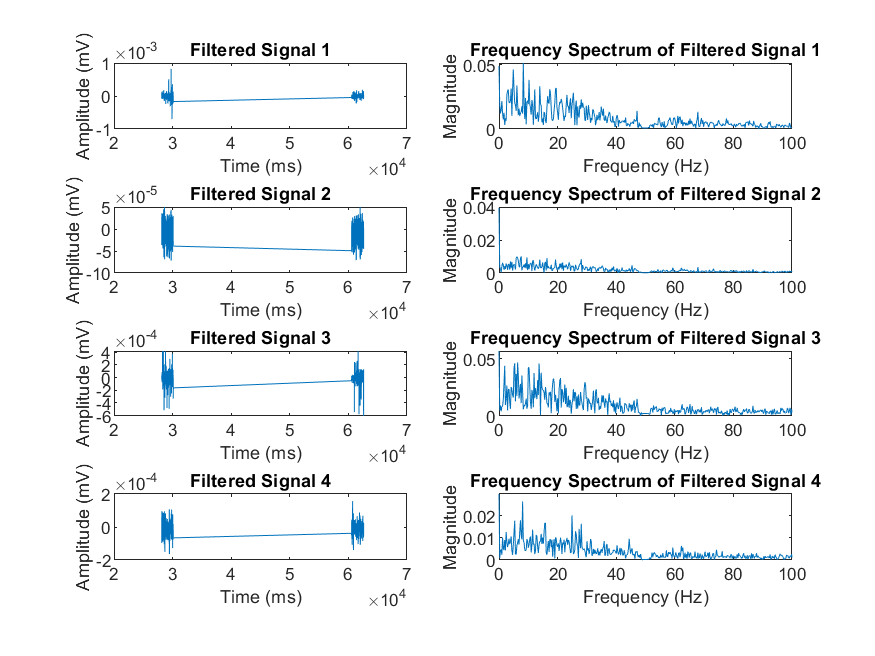 Filtered Signal 1
×10-3
Amplitude (mV)
1
0
-1
2 3 4 5 6 7
Time (ms)
×104
Frequency Spectrum of Filtered Signal 1
Magnitude
0.05
0
0 20 40 60 80 100
Frequency (Hz)
Filtered Signal 2
×10-5
Amplitude (mV)
5
0
-5
-10
2 3 4 5 6 7
Time (ms)
×104
Frequency Spectrum of Filtered Signal 2
Magnitude
0.04
0.02
0
0 20 40 60 80 100
Frequency (Hz)
Filtered Signal 3
×10-4
Amplitude (mV)
4
2
0
-2
-4
-6
2 3 4 5 6 7
Time (ms)
×104
Frequency Spectrum of Filtered Signal 3
Magnitude
0.05
0
0 20 40 60 80 100
Frequency (Hz)
Filtered Signal 4
×10-4
Amplitude (mV)
2
0
-2
2 3 4 5 6 7
Time (ms)
×104
Frequency Spectrum of Filtered Signal 4
Magnitude
0.02
0.01
0
0 20 40 60 80 100
Frequency (Hz)